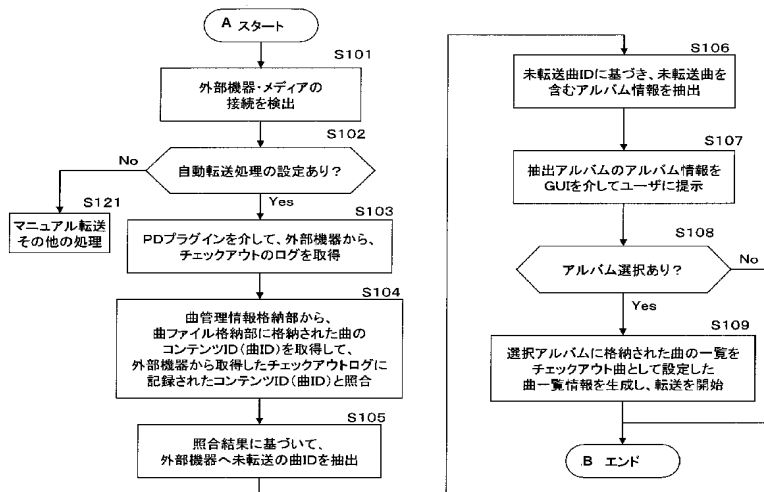 A スタート
S101
外部機器・メディアの
接続を検出
S102
自動転送処理の設定あり?
No
Yes
S121
マニュアル転送
その他の処理
S103
PDプラグインを介して、外部機器から、
チェックアウトのログを取得
S104
曲管理情報格納部から、
曲ファイル格納部に格納された曲の
コンテンツID(曲ID)を取得して、
外部機器から取得したチェックアウトログに
記録されたコンテンツID(曲ID)と照合
S105
照合結果に基づいて、
外部機器へ未転送の曲IDを抽出
S106
未転送曲IDに基づき、未転送曲を
含むアルバム情報を抽出
S107
抽出アルバムのアルバム情報を
GUIを介してユーザに提示
S108
アルバム選択あり?
No
Yes
S109
選択アルバムに格納された曲の一覧を
チェックアウト曲として設定した
曲一覧情報を生成し、転送を開始
B エンド